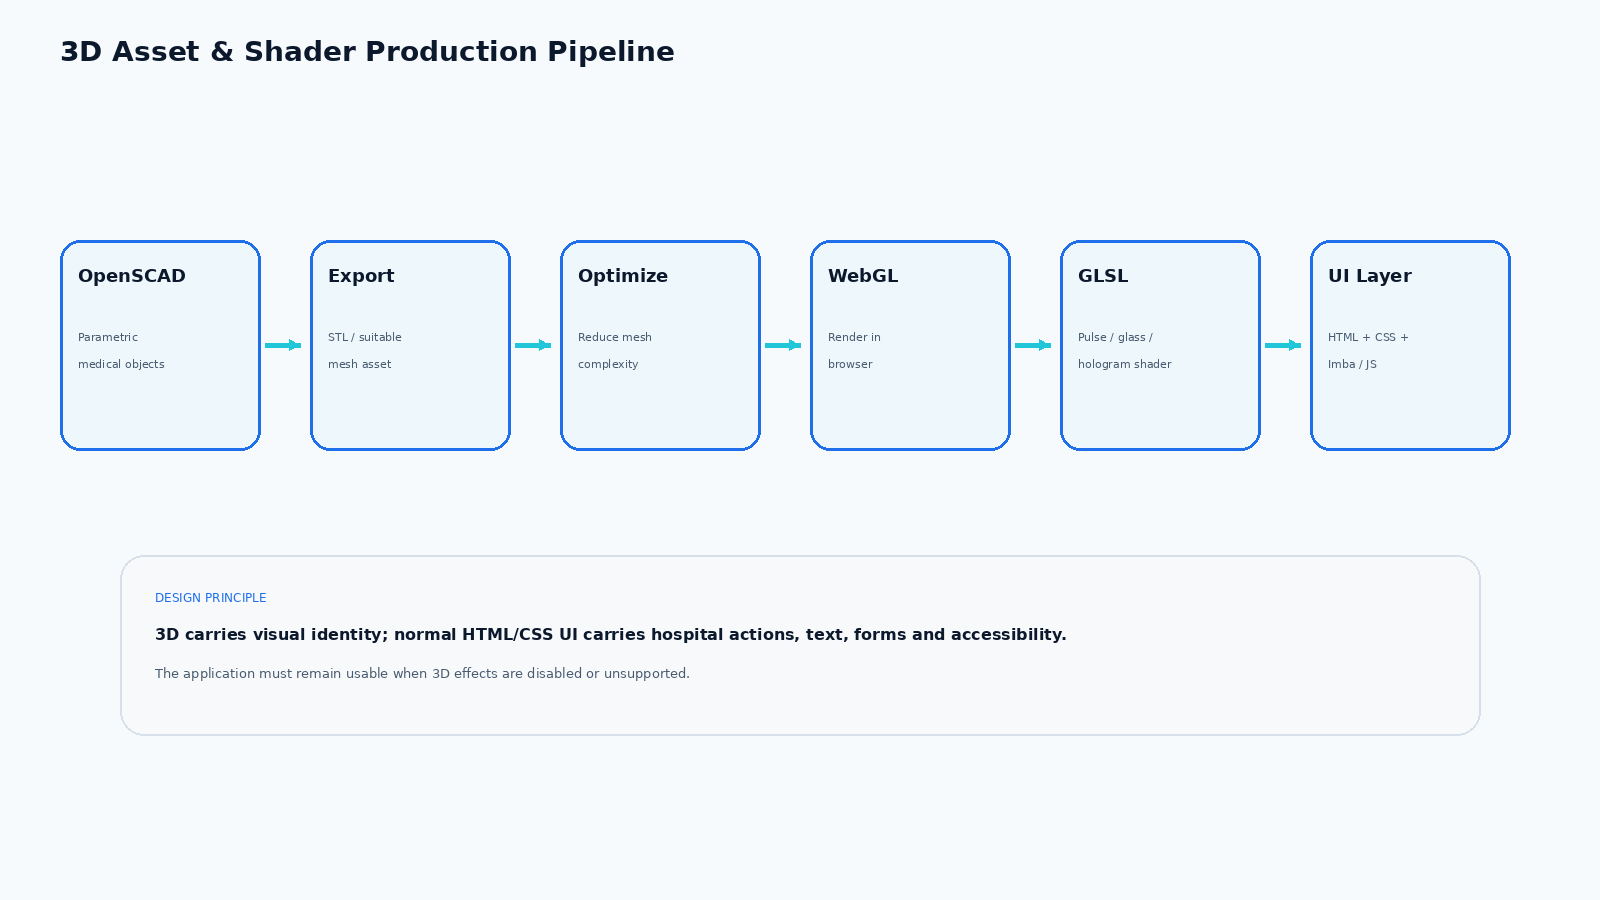 3D Asset & Shader Production Pipeline
OpenSCAD
Parametric
medical objects
Export
STL / suitable
mesh asset
Optimize
Reduce mesh
complexity
WebGL
Render in
browser
GLSL
Pulse / glass /
hologram shader
UI Layer
HTML + CSS +
Imba / JS
DESIGN PRINCIPLE
3D carries visual identity; normal HTML/CSS UI carries hospital actions, text, forms and accessibility.
The application must remain usable when 3D effects are disabled or unsupported.